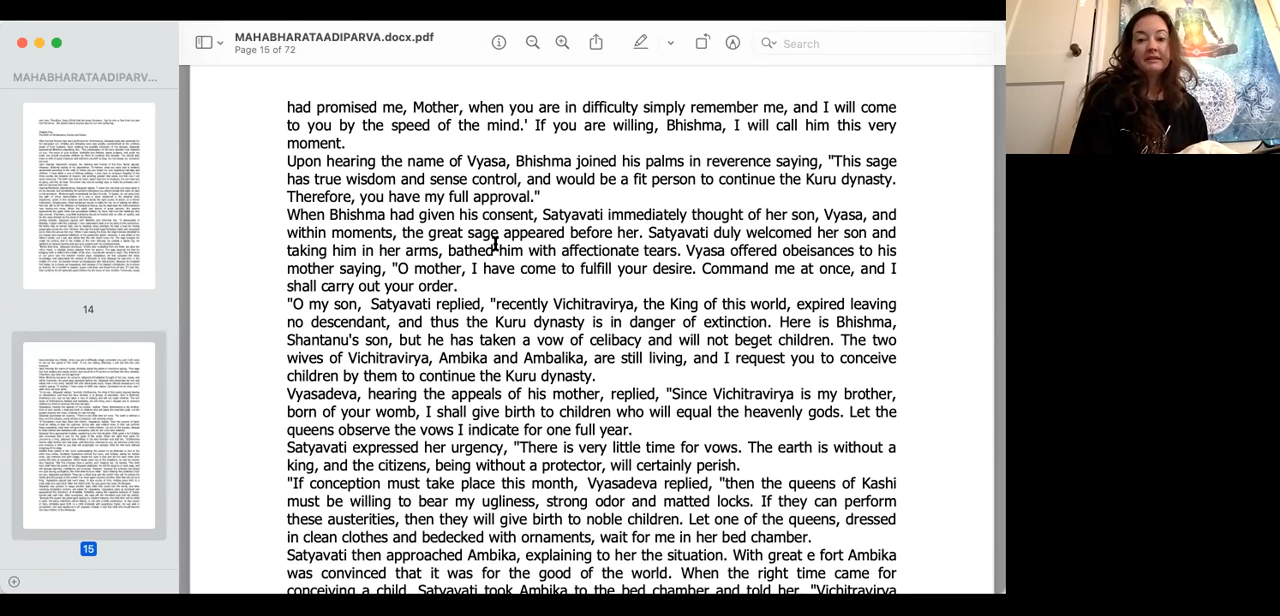 MAHABHARATAADIPARVA.docx.pdf
Page 15 of 72
Search
MAHABHARATAADIPARV...
14
15
had promised me, Mother, when you are in difficulty simply remember me, and I will come
to you by the speed of the mind.' If you are willing, Bhishma, I will call him this very
moment.
Upon hearing the name of Vyasa, Bhishma joined his palms in reverence saying, "This sage
has true wisdom and sense control, and would be a fit person to continue the Kuru dynasty.
Therefore, you have my full approval."
When Bhishma had given his consent, Satyavati immediately thought of her son, Vyasa, and
within moments, the great sage appeared before her. Satyavati duly welcomed her son and
taking him in her arms, bathed him with affectionate tears. Vyasa offered obeisances to his
mother saying, "O mother, I have come to fulfill your desire. Command me at once, and I
shall carry out your order.
"O my son, Satyavati replied, "recently Vichitravirya, the King of this world, expired leaving
no descendant, and thus the Kuru dynasty is in danger of extinction. Here is Bhishma,
Shantanu's son, but he has taken a vow of celibacy and will not beget children. The two
wives of Vichitravirya, Ambika and Ambalika, are still living, and I request you to conceive
children by them to continue the Kuru dynasty.
Vyasadeva, hearing the appeals of his mother, replied, "Since Vichitravirya is my brother,
born of your womb, I shall give birth to children who will equal the heavenly gods. Let the
queens observe the vows I indicate for one full year.
Satyavati expressed her urgency, "There is very little time for vows. The earth is without a
king, and the citizens, being without protector, will certainly perish.
"If conception must take place this month, Vyasadeva replied, "then the queens of Kashi
must be willing to bear my ugliness, strong odor and matted locks. If they can perform
these austerities, then they will give birth to noble children. Let one of the queens, dressed
in clean clothes and bedecked with ornaments, wait for me in her bed chamber.
Satyavati then approached Ambika, explaining to her the situation. With great e fort Ambika
was convinced that it was for the good of the world. When the right time came for
conceiving a child, Satyavati took Ambika to the bed chamber and told her, "Vichitravirya